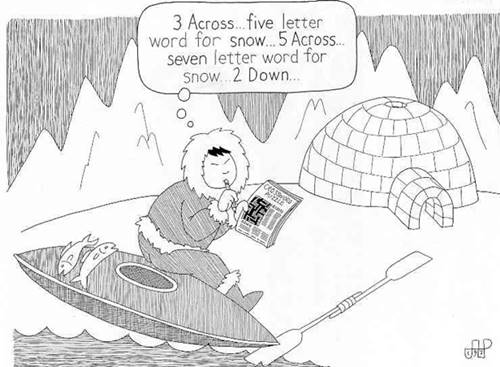 3 Across...five letter
word for snow...5 Across...
seven letter word for
snow...2 Down...